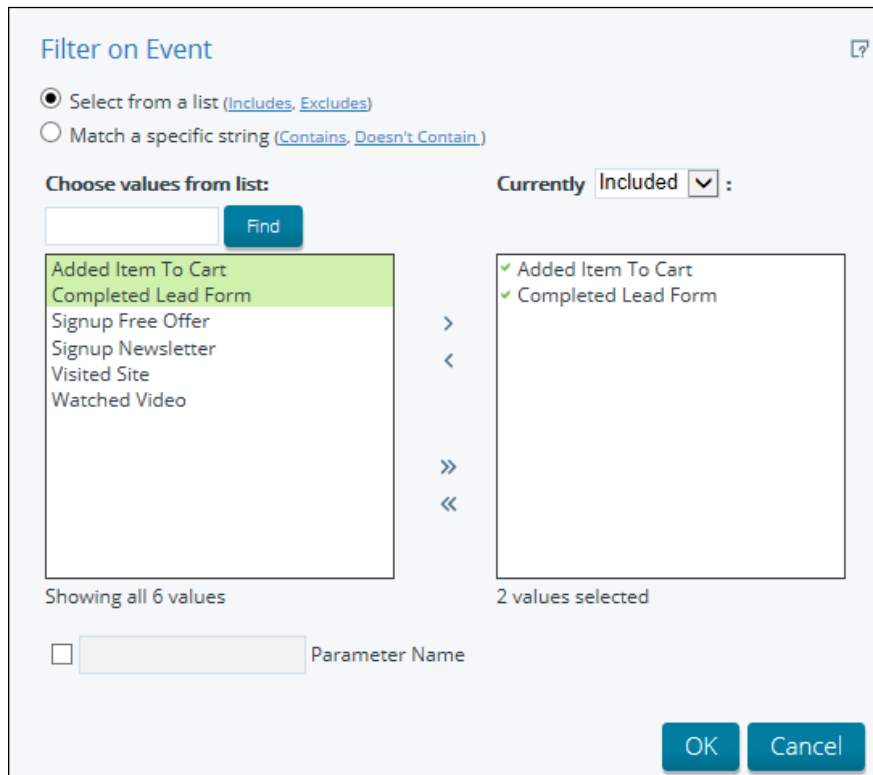 Filter on Event
Select from a list (Includes, Excludes)
Match a specific string (Contains, Doesn't Contain )
Choose values from list:
Currently Included :
Find
Added Item To Cart
Completed Lead Form
Signup Free Offer
Signup Newsletter
Visited Site
Watched Video
Added Item To Cart
Completed Lead Form
Showing all 6 values
2 values selected
Parameter Name
OK
Cancel